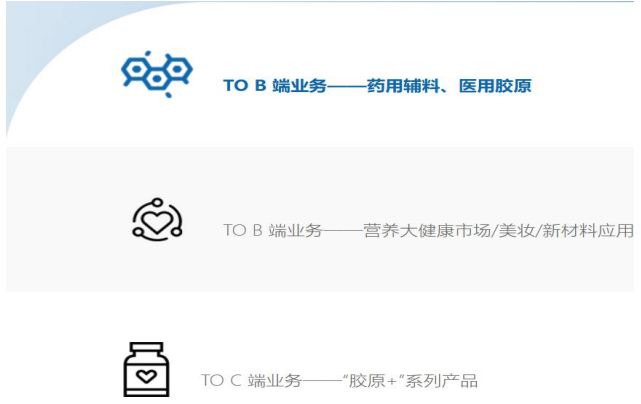 TO B 端业务——药用辅料、医用胶原
TO B 端业务——营养大健康市场/美妆/新材料应用
TO C 端业务——“胶原+”系列产品